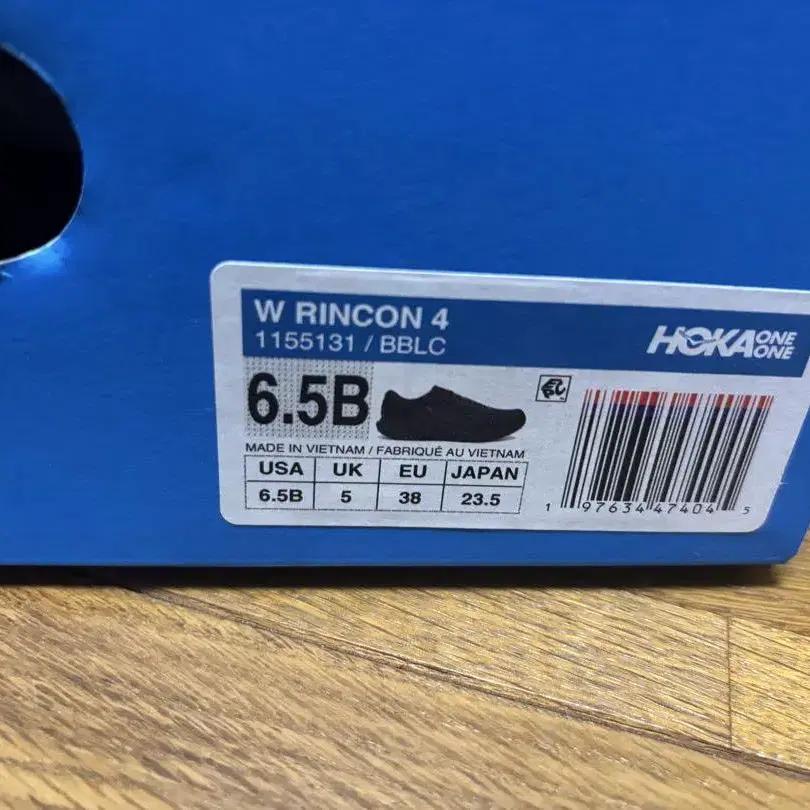 W RINCON 4
1155131 / BBLC
HOKA ONE ONE
6.5B
MADE IN VIETNAM / FABRIQUÉ AU VIETNAM
USA UK EU JAPAN
6.5B 5 38 23.5
1 97634 47404 5